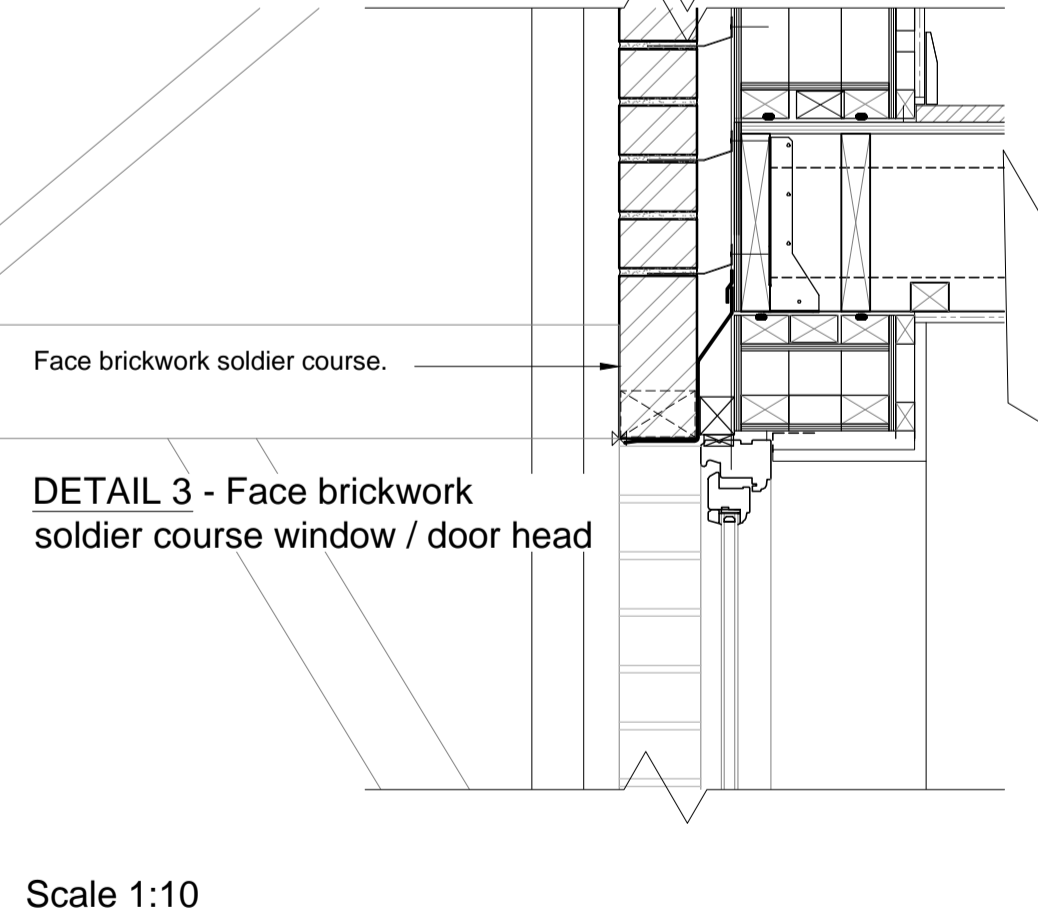 Face brickwork soldier course.
DETAIL 3 - Face brickwork
soldier course window / door head
Scale 1:10